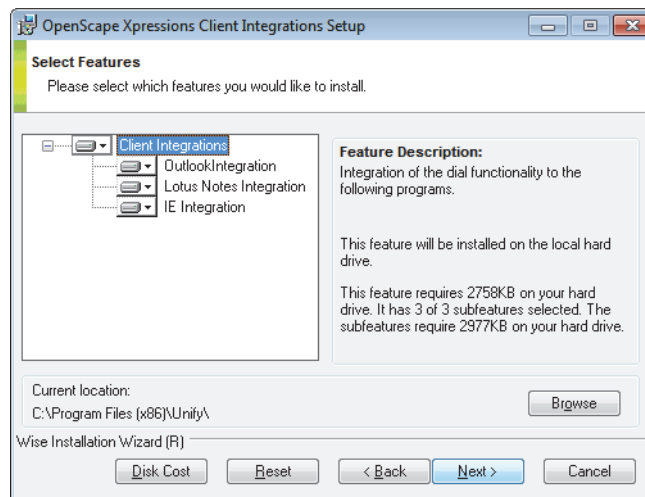 OpenScape Xpressions Client Integrations Setup
Select Features
Please select which features you would like to install.
Client Integrations
OutlookIntegration
Lotus Notes Integration
IE Integration
Feature Description:
Integration of the dial functionality to the
following programs.
This feature will be installed on the local hard
drive.
This feature requires 2758KB on your hard
drive. It has 3 of 3 subfeatures selected. The
subfeatures require 2977KB on your hard drive.
Current location:
C:\Program Files (x86)\Unify\
Browse
Wise Installation Wizard (R)
Disk Cost
Reset
< Back
Next >
Cancel